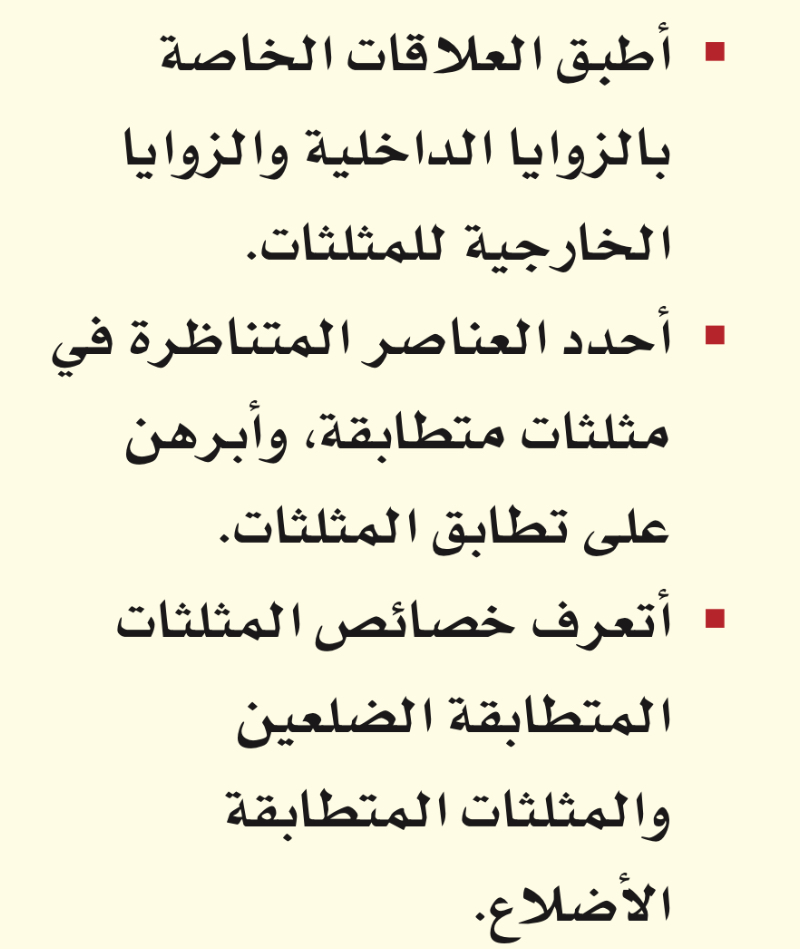 ▪ أطبق العلاقات الخاصة
بالزوايا الداخلية والزوايا
الخارجية للمثلثات.
▪ أحدد العناصر المتناظرة في
مثلثات متطابقة، وأبرهن
على تطابق المثلثات.
▪ أتعرف خصائص المثلثات
المتطابقة الضلعين
والمثلثات المتطابقة
الأضلاع.